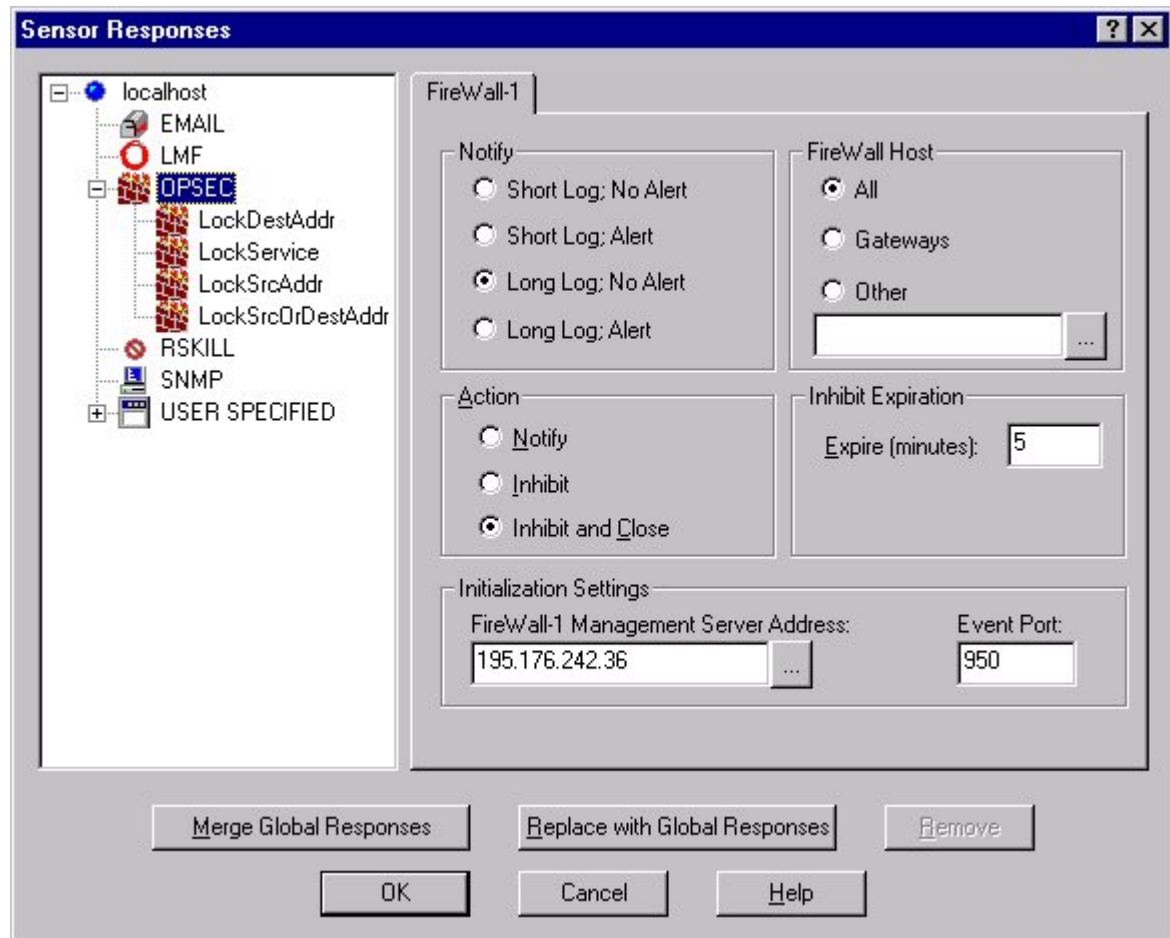 Sensor Responses
localhost
EMAIL
LMF
OPSEC
LockDestAddr
LockService
LockSrcAddr
LockSrcOrDestAddr
RSKILL
SNMP
USER SPECIFIED
FireWall-1
Notify
Short Log; No Alert
Short Log; Alert
Long Log; No Alert
Long Log; Alert
FireWall Host
All
Gateways
Other
...
Action
Notify
Inhibit
Inhibit and Close
Inhibit Expiration
Expire (minutes): 5
Initialization Settings
FireWall-1 Management Server Address: Event Port:
195.176.242.36 ... 950
Merge Global Responses Replace with Global Responses Remove
OK Cancel Help